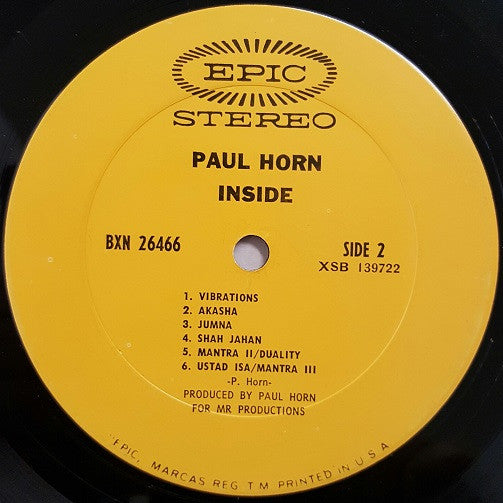 EPIC
STEREO
PAUL HORN
INSIDE
BXN 26466
SIDE 2
XSB 139722
1. VIBRATIONS
2. AKASHA
3. JUMNA
4. SHAH JAHAN
5. MANTRA II/DUALITY
6. USTAD ISA/MANTRA III
-P. Horn-
PRODUCED BY PAUL HORN
FOR MR PRODUCTIONS
"EPIC, MARCAS REG. T M PRINTED IN U.S.A.